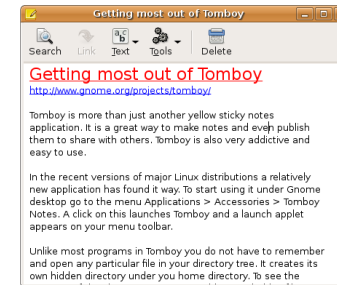 Getting most out of Tomboy
Search Link Text Tools Delete
Getting most out of Tomboy
http://www.gnome.org/projects/tomboy/
Tomboy is more than just another yellow sticky notes
application. It is a great way to make notes and even publish
them to share with others. Tomboy is also very addictive and
easy to use.
In the recent versions of major Linux distributions a relatively
new application has found it way. To start using it under Gnome
desktop go to the menu Applications > Accessories > Tomboy
Notes. A click on this launches Tomboy and a launch applet
appears on your menu toolbar.
Unlike most programs in Tomboy you do not have to remember
and open any particular file in your directory tree. It creates its
own hidden directory under you home directory. To see the